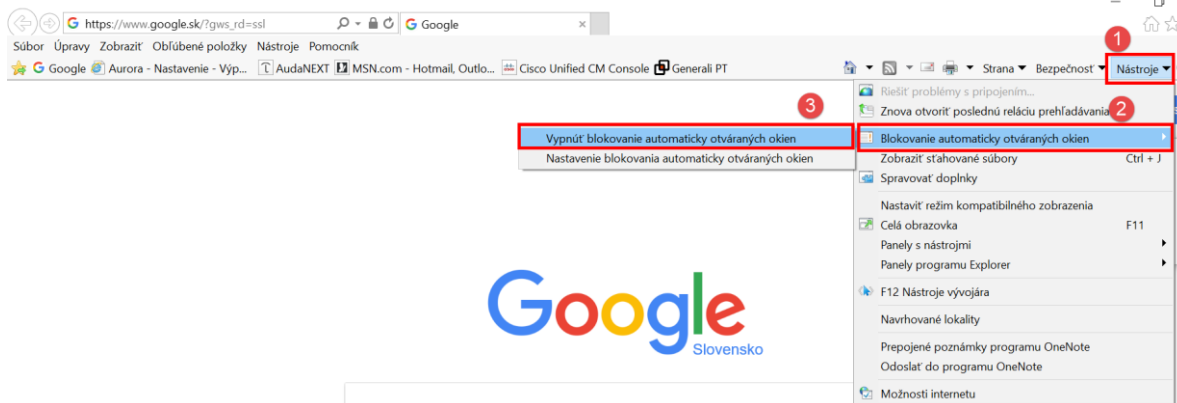 https://www.google.sk/?gws_rd=ssl Google
Súbor Úpravy Zobraziť Obľúbené položky Nástroje Pomocník
1
Google Aurora - Nastavenie - Výp... AudaNEXT MSN.com - Hotmail, Outlo... Cisco Unified CM Console Generali PT Strana Bezpečnosť Nástroje
Riešiť problémy s pripojením...
3
Znova otvoriť poslednú reláciu prehľadávania 2
Vypnúť blokovanie automaticky otváraných okien Blokovanie automaticky otváraných okien
Nastavenie blokovania automaticky otváraných okien Zobraziť sťahované súbory Ctrl + J
Spravovať doplnky
Nastaviť režim kompatibilného zobrazenia
Celá obrazovka F11
Panely s nástrojmi
Panely programu Explorer
F12 Nástroje vývojára
Navrhované lokality
Prepojené poznámky programu OneNote
Odoslať do programu OneNote
Možnosti internetu
Google
Slovensko